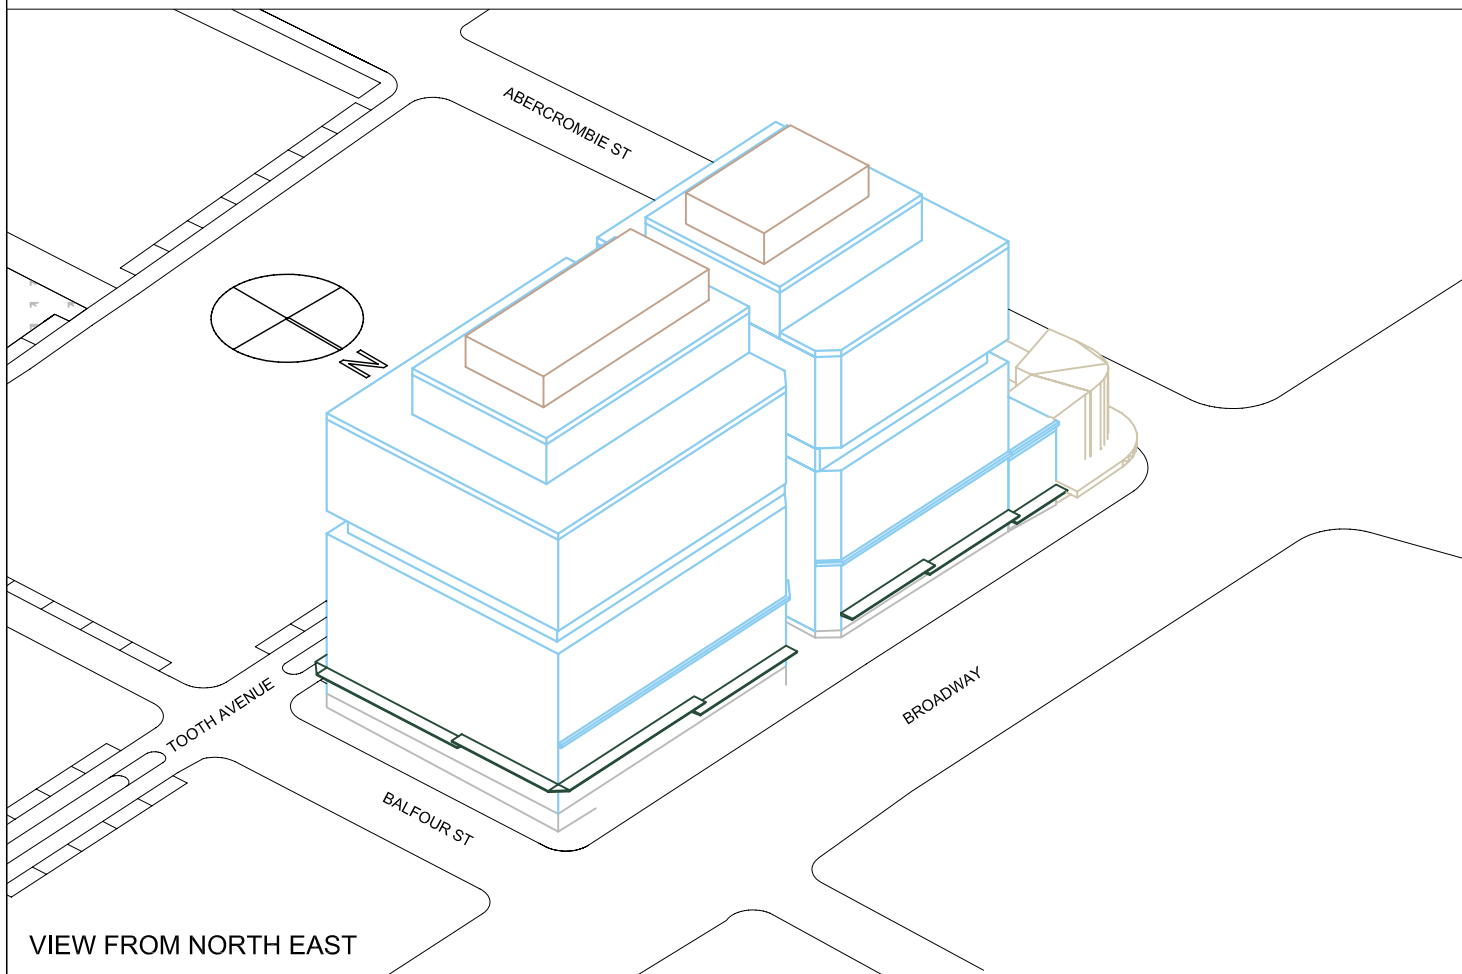 ABERCROMBIE ST
N
BROADWAY
TOOTH AVENUE
BALFOUR ST
VIEW FROM NORTH EAST